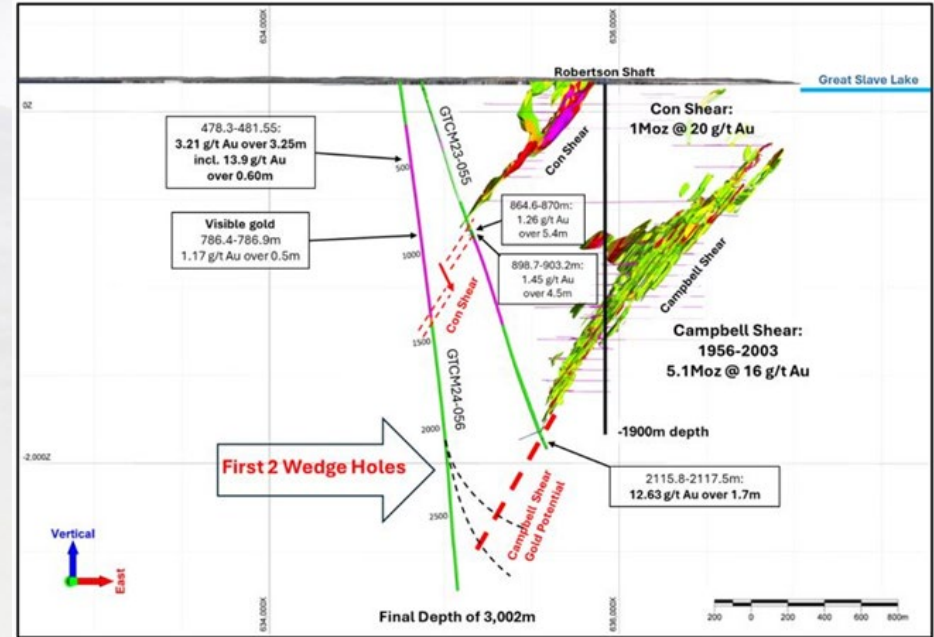 634,000X
636,000X
Robertson Shaft
Great Slave Lake
0Z
478.3-481.55:
3.21 g/t Au over 3.25m
incl. 13.9 g/t Au
over 0.60m
GTCM23-055
Con Shear
Con Shear:
1Moz @ 20 g/t Au
500
864.6-870m:
1.26 g/t Au
over 5.4m
Visible gold
786.4-786.9m
1.17 g/t Au over 0.5m
1000
898.7-903.2m:
1.45 g/t Au
over 4.5m
Campbell Shear
Con Shear
1500
Campbell Shear:
1956-2003
5.1Moz @ 16 g/t Au
GTCM24-056
2000
-1900m depth
-2,000Z
First 2 Wedge Holes
2115.8-2117.5m:
12.63 g/t Au over 1.7m
2500
Campbell Shear
Gold Potential
Vertical
East
634,000X
636,000X
Final Depth of 3,002m
200 0 200 400 600 800m